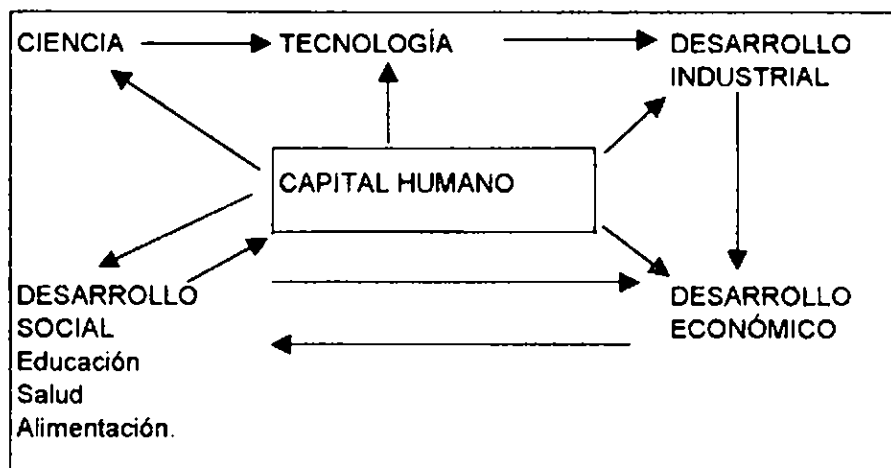 CIENCIA
TECNOLOGÍA
DESARROLLO
INDUSTRIAL
CAPITAL HUMANO
DESARROLLO
SOCIAL
Educación
Salud
Alimentación.
DESARROLLO
ECONÓMICO